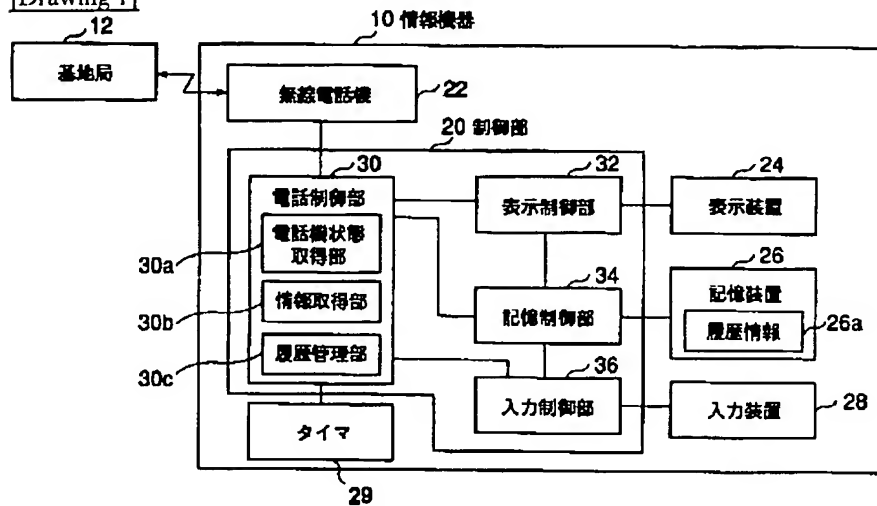 [Drawing 1]
12
基地局
10 情報機器
無線電話機
22
20 制御部
30
電話制御部
電話機状態
取得部
30a
情報取得部
30b
履歴管理部
30c
32
表示制御部
24
表示装置
34
記憶制御部
26
記憶装置
履歴情報
26a
36
入力制御部
入力装置
28
タイマ
29